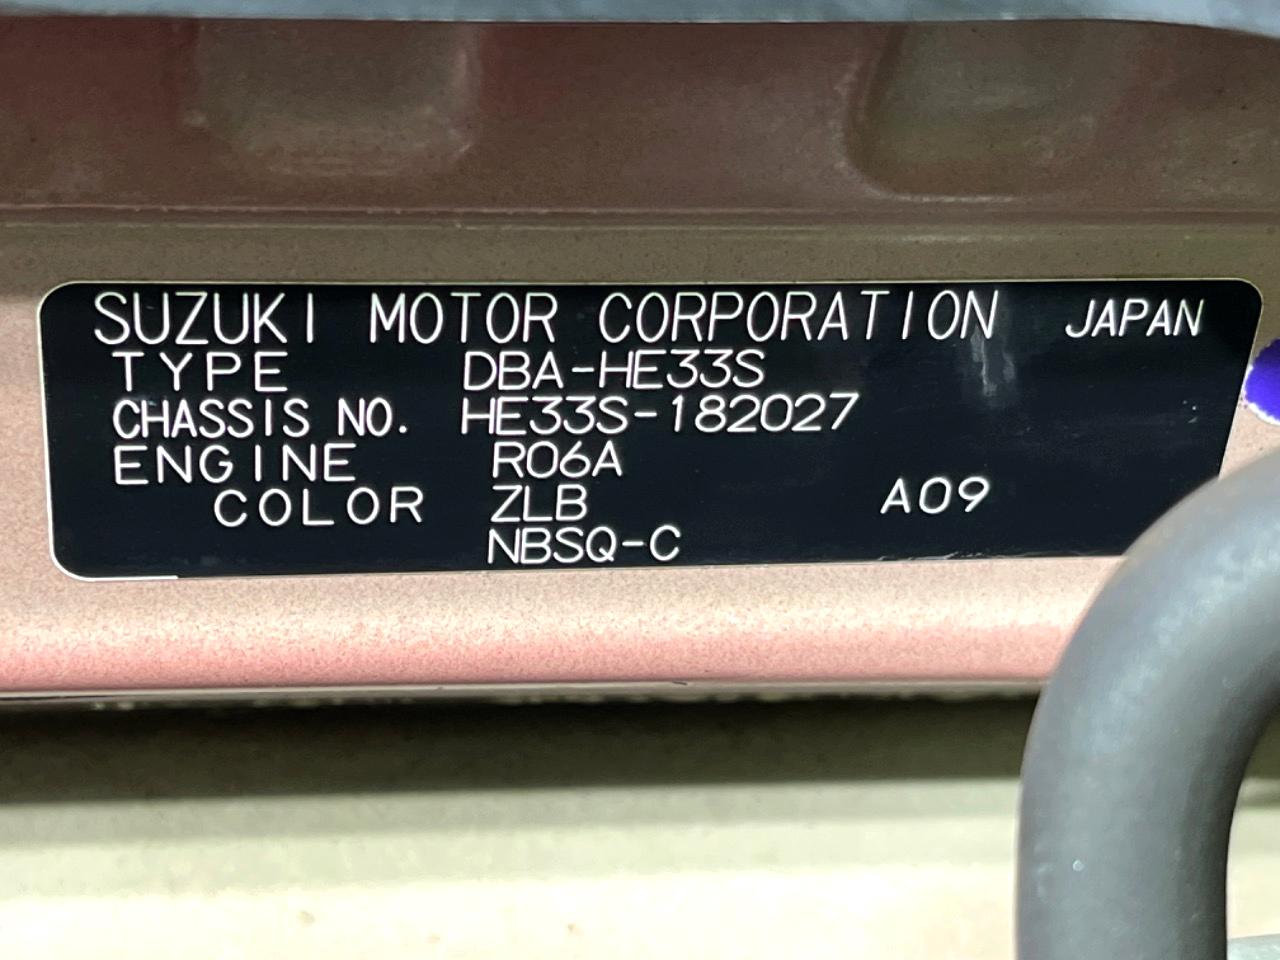 SUZUKI MOTOR CORPORATION JAPAN
TYPE DBA-HE33S
CHASSIS NO. HE33S-182027
ENGINE R06A
COLOR ZLB A09
NBSQ-C